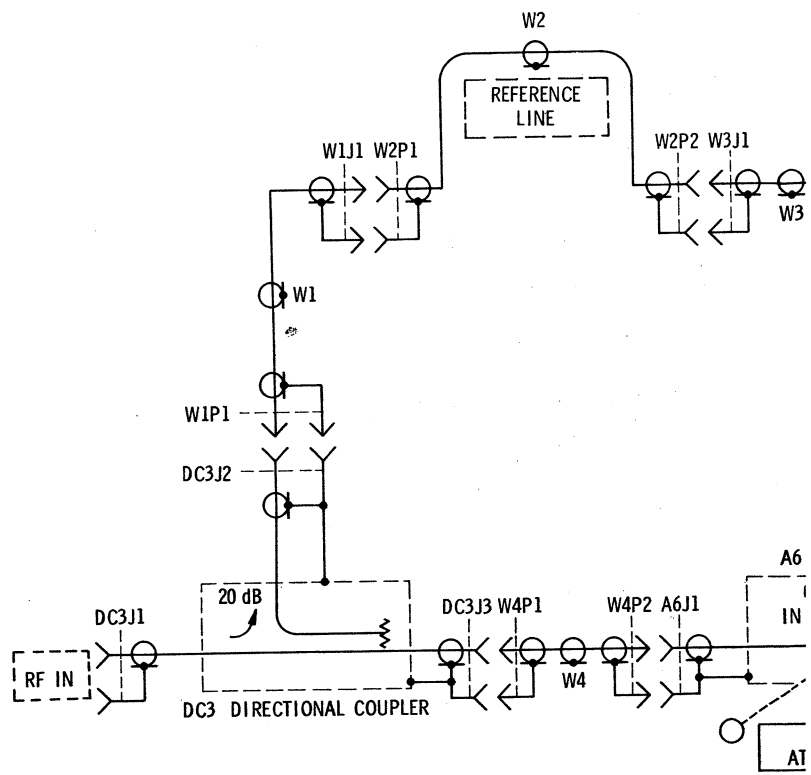 W2
REFERENCE
LINE
W1J1 W2P1
W2P2 W3J1
W3
W1
W1P1
DC3J2
A6
20 dB
DC3J1
DC3J3 W4P1
W4P2 A6J1
IN
RF IN
W4
DC3 DIRECTIONAL COUPLER
AT